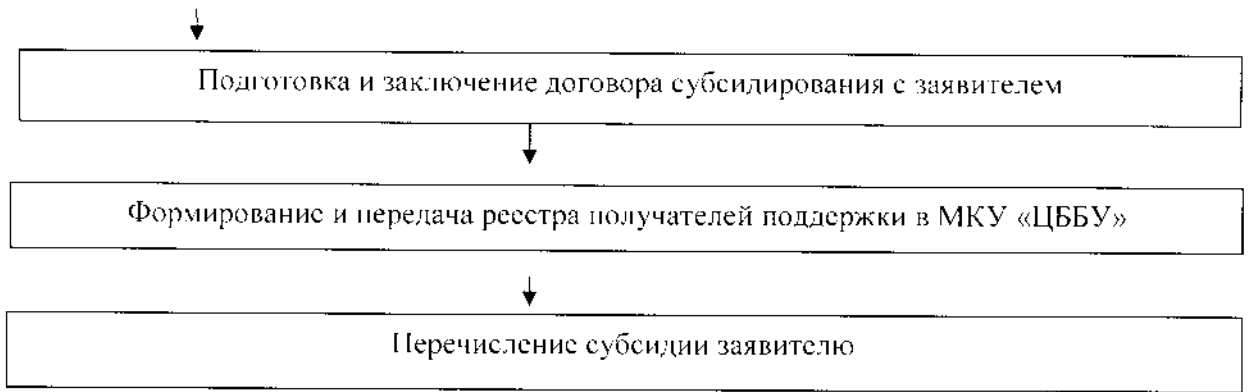 Подготовка и заключение договора субсидирования с заявителем
Формирование и передача реестра получателей поддержки в МКУ «ЦББУ»
Перечисление субсидии заявителю